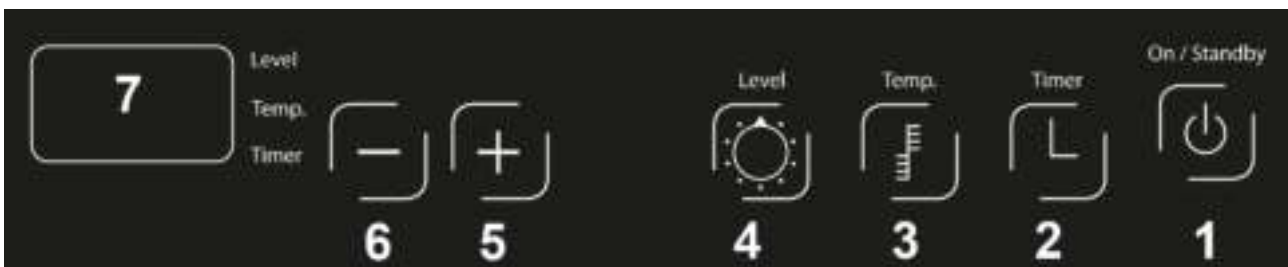 7
Level
Temp.
Timer
−
+
Level
Temp.
Timer
On / Standby
6
5
4
3
2
1